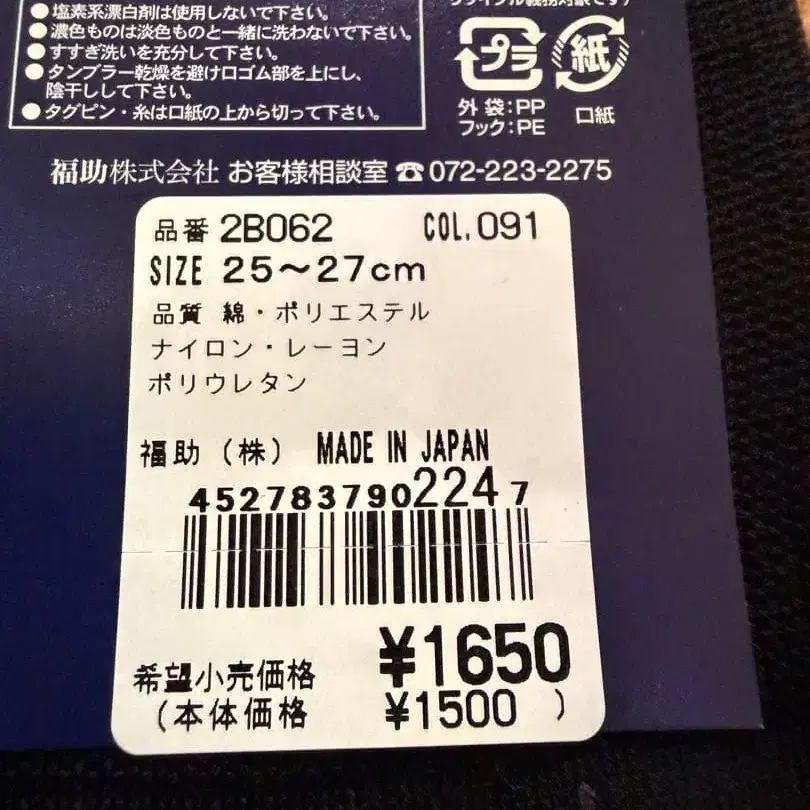 ●塩素系漂白剤は使用しないで下さい。
●濃色ものは淡色ものと一緒に洗わないで下さい。
●すすぎ洗いを充分して下さい。
●タンブラー乾燥を避け口ゴム部を上にし、
陰干しして下さい。
●タグピン・糸は口紙の上から切って下さい。
プラ
紙
外袋:PP
フック:PE
口紙
福助株式会社 お客様相談室 ☎072-223-2275
品番 2B062 COL.091
SIZE 25〜27cm
品質 綿・ポリエステル
ナイロン・レーヨン
ポリウレタン
福助(株) MADE IN JAPAN
4527837902247
希望小売価格 ¥1650
(本体価格 ¥1500)